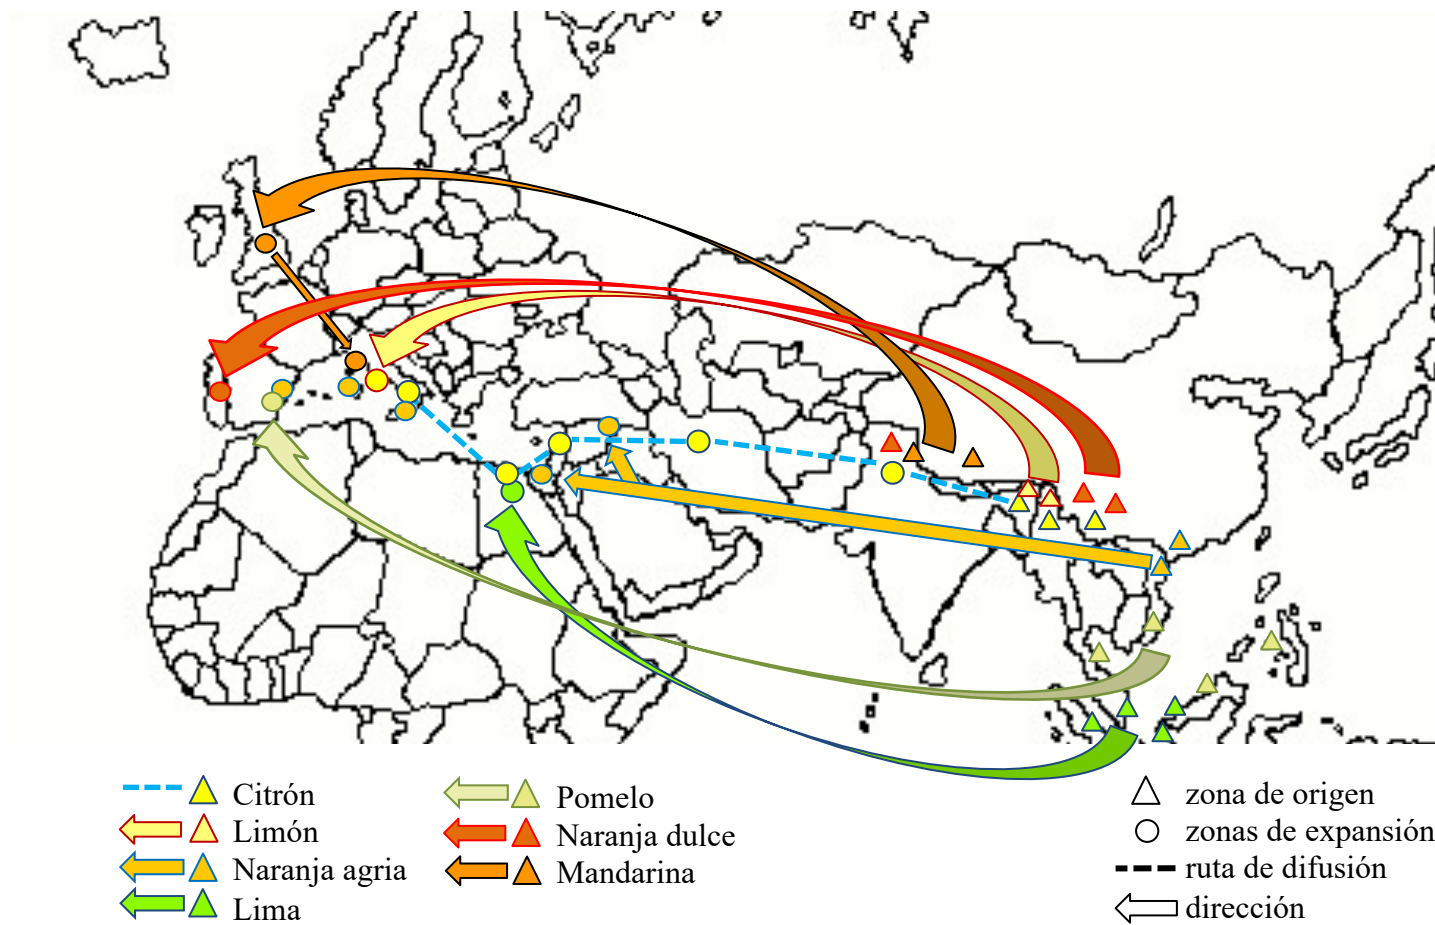 Citrón
Limón
Naranja agria
Lima
Pomelo
Naranja dulce
Mandarina
zona de origen
zonas de expansión
ruta de difusión
dirección